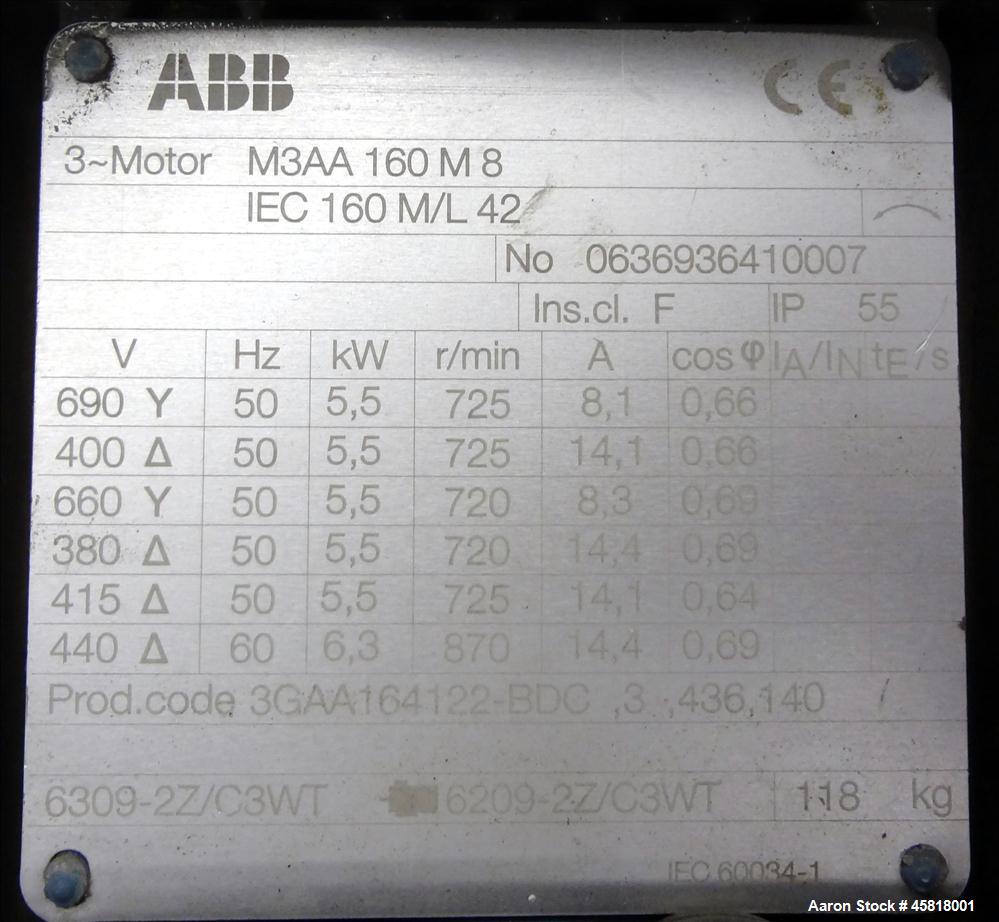 ABB CE
3~Motor M3AA 160 M 8
IEC 160 M/L 42
No 0636936410007
Ins.cl. F IP 55
V Hz kW r/min A cosφ IA/IN tE/s
690 Y 50 5,5 725 8,1 0,66
400 Δ 50 5,5 725 14,1 0,66
660 Y 50 5,5 720 8,3 0,69
380 Δ 50 5,5 720 14,4 0,69
415 Δ 50 5,5 725 14,1 0,64
440 Δ 60 6,3 870 14,4 0,69
Prod.code 3GAA164122-BDC ,3 ,436,140
6309-2Z/C3WT 6209-2Z/C3WT 118 kg
IEC 60034-1
Aaron Stock # 45818001